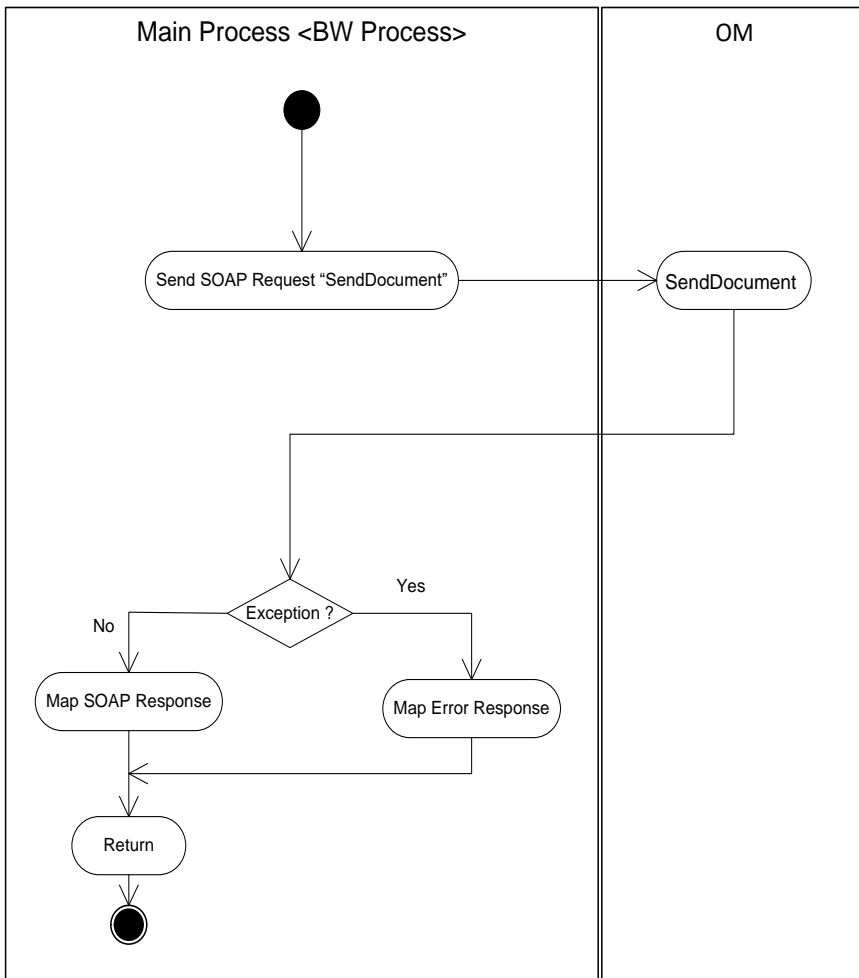 Main Process <BW Process>
OM
Send SOAP Request “SendDocument”
SendDocument
Exception ?
Yes
No
Map SOAP Response
Map Error Response
Return